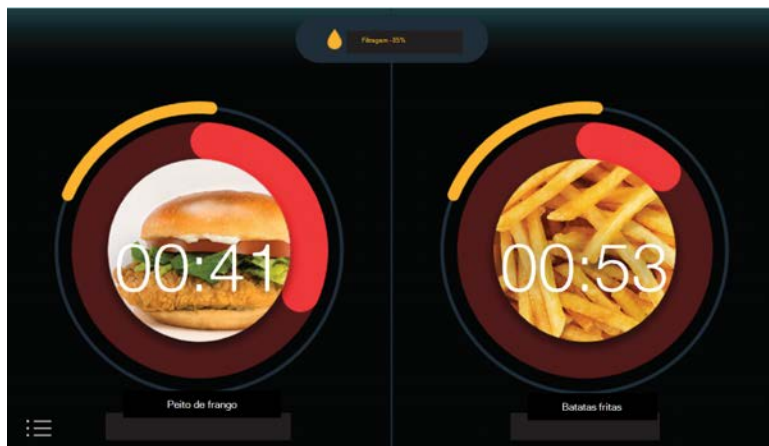 Filtragem - 85%
00:41
00:53
Peito de frango
Batatas fritas